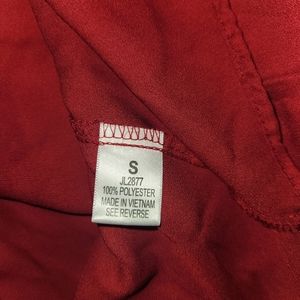 S
JL2877
100% POLYESTER
MADE IN VIETNAM
SEE REVERSE